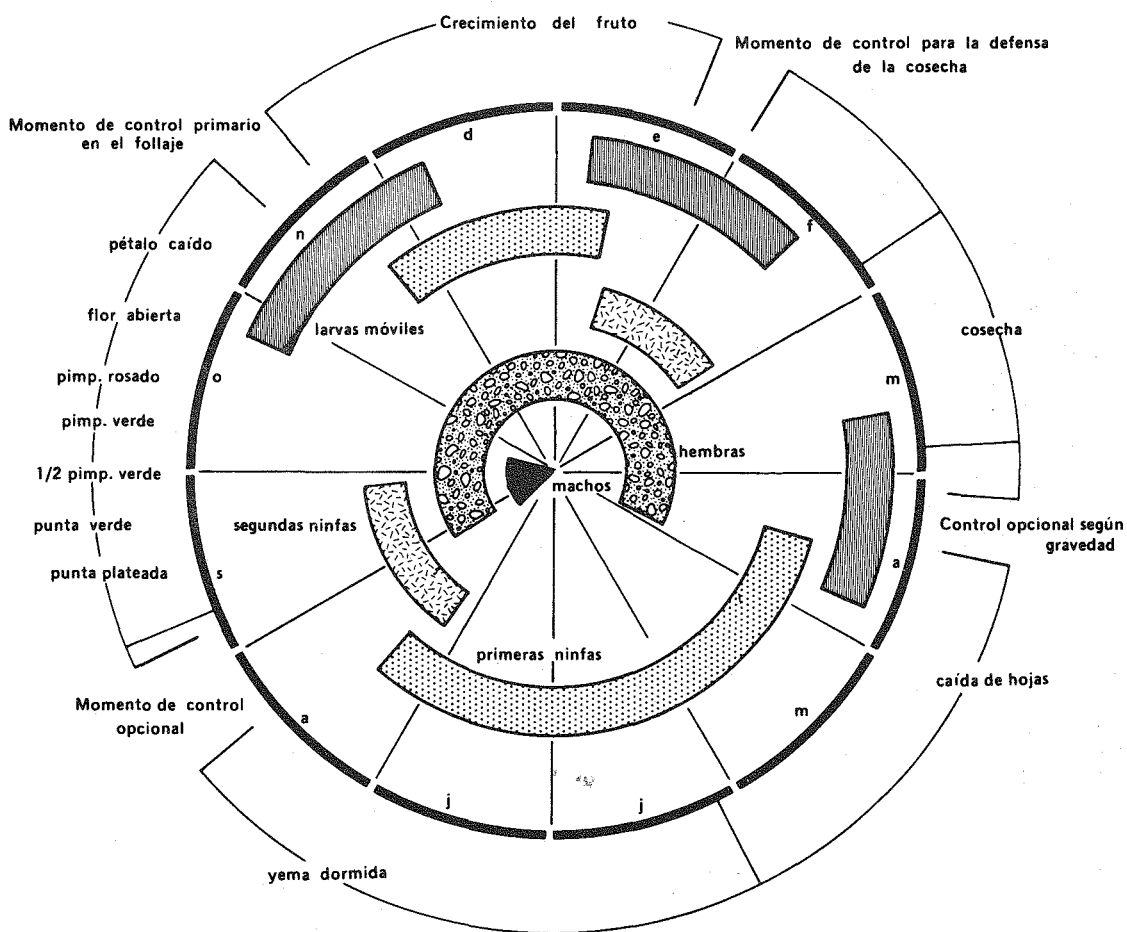 Crecimiento del fruto
Momento de control para la defensa
de la cosecha
Momento de control primario
en el follaje
d
e
n
f
pétalo caído
flor abierta
larvas móviles
cosecha
pimp. rosado
o
m
pimp. verde
hembras
1/2 pimp. verde
machos
segundas ninfas
punta verde
Control opcional según
gravedad
punta plateada
s
a
primeras ninfas
caída de hojas
Momento de control
opcional
a
m
j
j
yema dormida